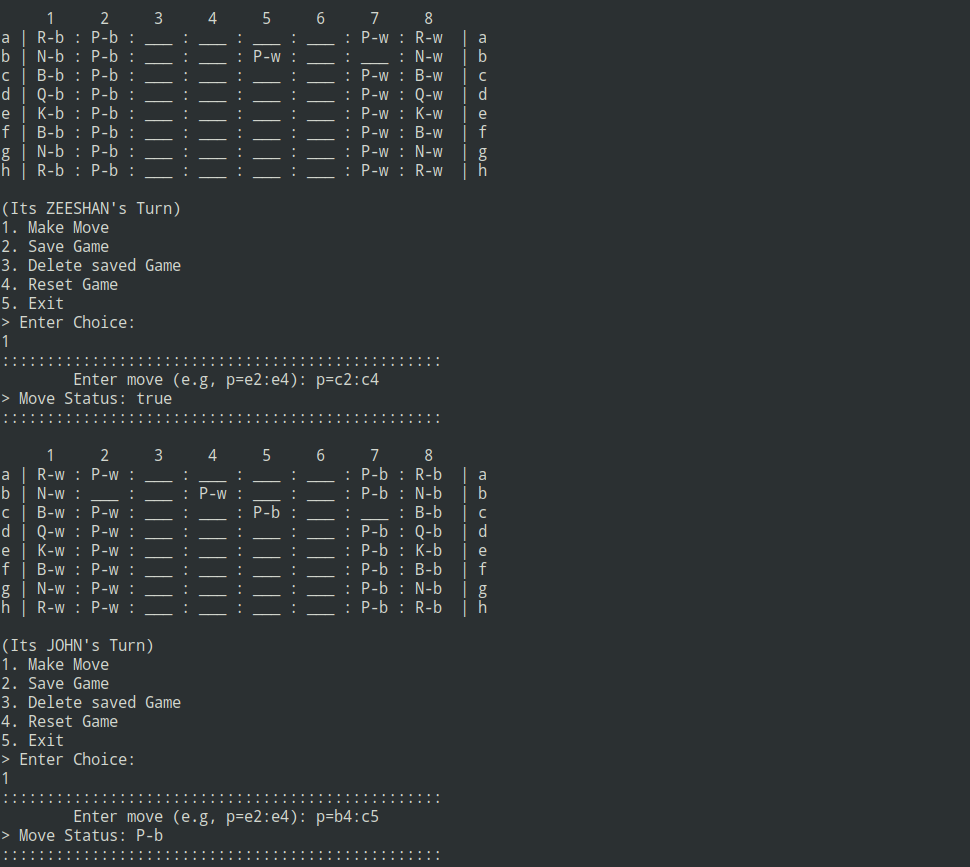 1 2 3 4 5 6 7 8
a | R-b : P-b : ___ : ___ : ___ : ___ : P-w : R-w | a
b | N-b : P-b : ___ : ___ : P-w : ___ : ___ : N-w | b
c | B-b : P-b : ___ : ___ : ___ : ___ : P-w : B-w | c
d | Q-b : P-b : ___ : ___ : ___ : ___ : P-w : Q-w | d
e | K-b : P-b : ___ : ___ : ___ : ___ : P-w : K-w | e
f | B-b : P-b : ___ : ___ : ___ : ___ : P-w : B-w | f
g | N-b : P-b : ___ : ___ : ___ : ___ : P-w : N-w | g
h | R-b : P-b : ___ : ___ : ___ : ___ : P-w : R-w | h
(Its ZEESHAN's Turn)
1. Make Move
2. Save Game
3. Delete saved Game
4. Reset Game
5. Exit
> Enter Choice:
1
:::::::::::::::::::::::::::::::::::::::::::::::::
Enter move (e.g, p=e2:e4): p=c2:c4
> Move Status: true
:::::::::::::::::::::::::::::::::::::::::::::::::
1 2 3 4 5 6 7 8
a | R-w : P-w : ___ : ___ : ___ : ___ : P-b : R-b | a
b | N-w : ___ : ___ : P-w : ___ : ___ : P-b : N-b | b
c | B-w : P-w : ___ : ___ : P-b : ___ : ___ : B-b | c
d | Q-w : P-w : ___ : ___ : ___ : ___ : P-b : Q-b | d
e | K-w : P-w : ___ : ___ : ___ : ___ : P-b : K-b | e
f | B-w : P-w : ___ : ___ : ___ : ___ : P-b : B-b | f
g | N-w : P-w : ___ : ___ : ___ : ___ : P-b : N-b | g
h | R-w : P-w : ___ : ___ : ___ : ___ : P-b : R-b | h
(Its JOHN's Turn)
1. Make Move
2. Save Game
3. Delete saved Game
4. Reset Game
5. Exit
> Enter Choice:
1
:::::::::::::::::::::::::::::::::::::::::::::::::
Enter move (e.g, p=e2:e4): p=b4:c5
> Move Status: P-b
:::::::::::::::::::::::::::::::::::::::::::::::::